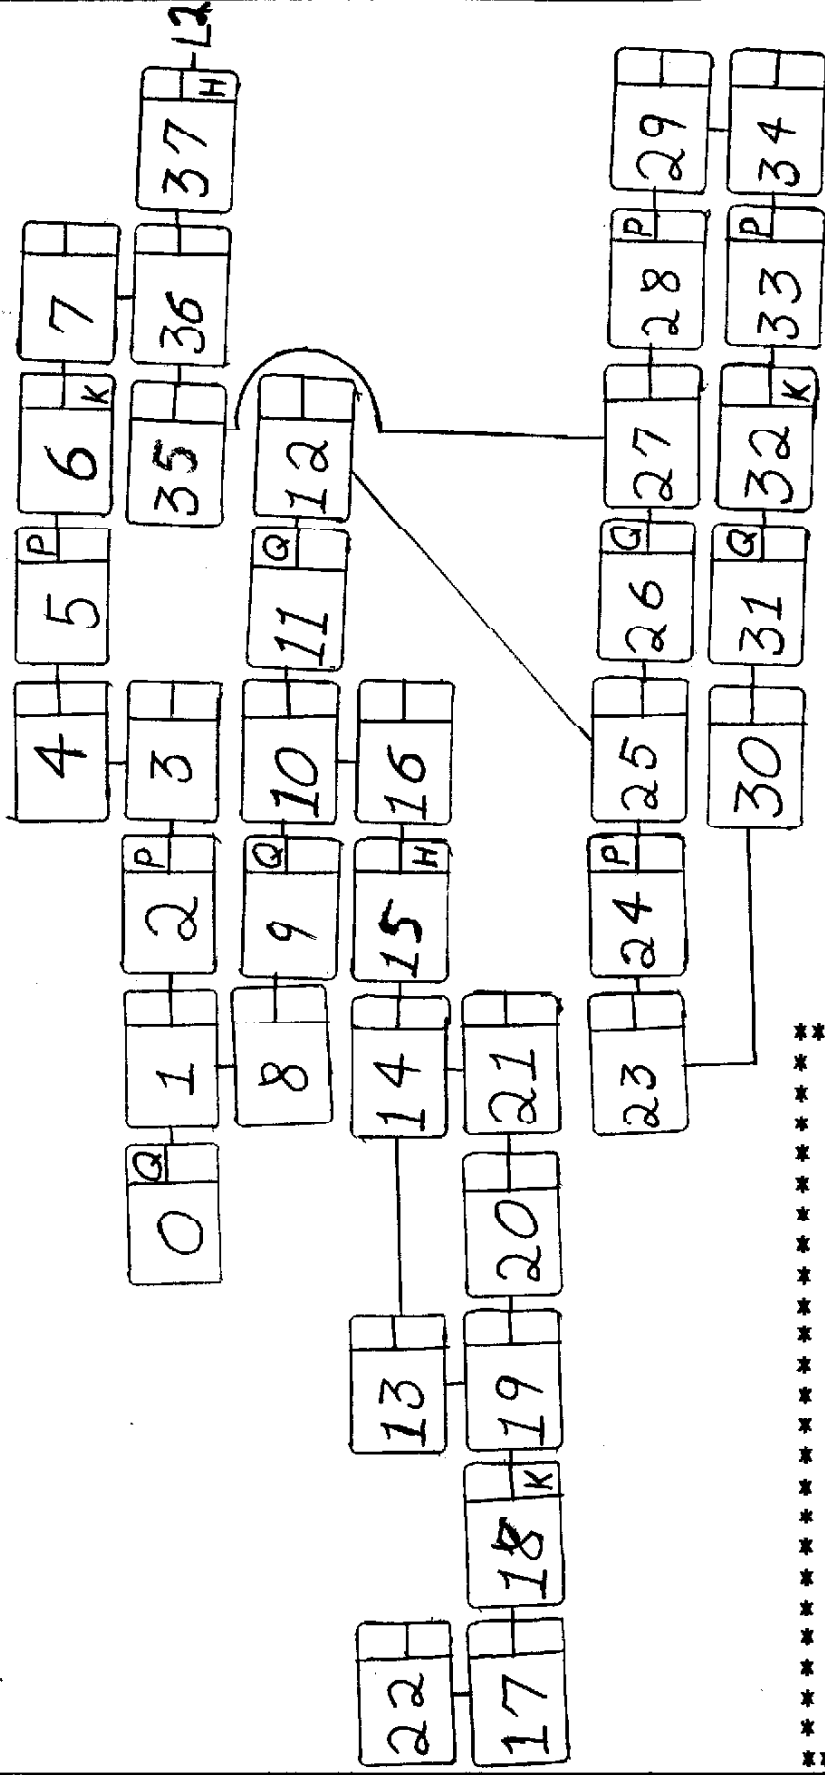 4 5 P 6 K 7
0 Q 1 2 P 3 35 36 37 H L2
8 9 Q 10 11 Q 12
22 13 14 15 H 16
17 18 K 19 20 21
23 24 P 25 26 Q 27 28 P 29
30 31 Q 32 K 33 P 34
*************************
* *